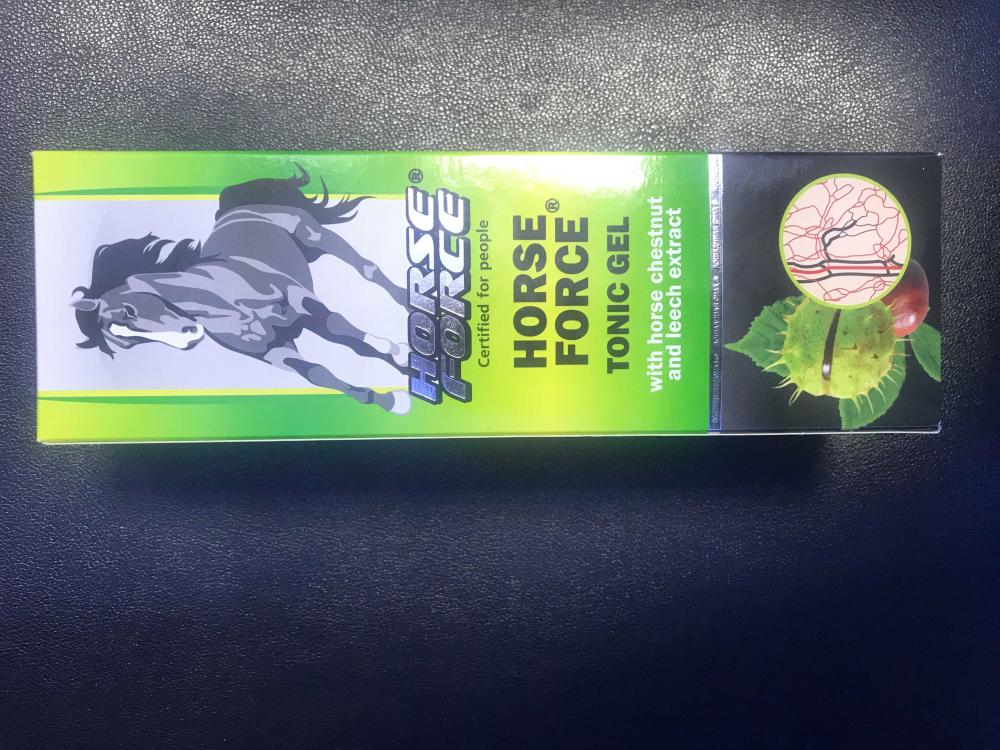 HORSE
FORCE®
Certified for people
HORSE
FORCE®
TONIC GEL
with horse chestnut
and leech extract